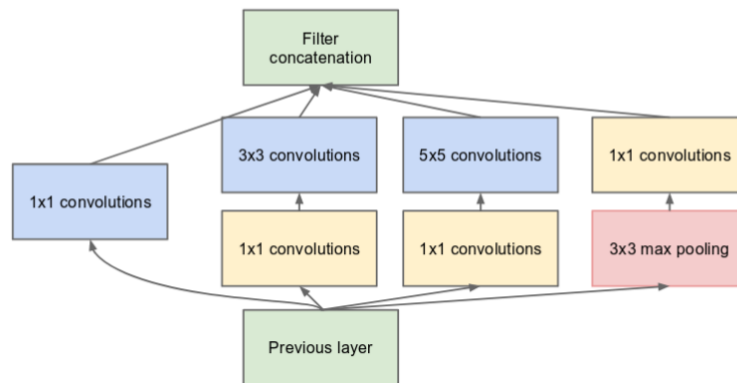 Filter
concatenation
3x3 convolutions
5x5 convolutions
1x1 convolutions
1x1 convolutions
1x1 convolutions
1x1 convolutions
3x3 max pooling
Previous layer